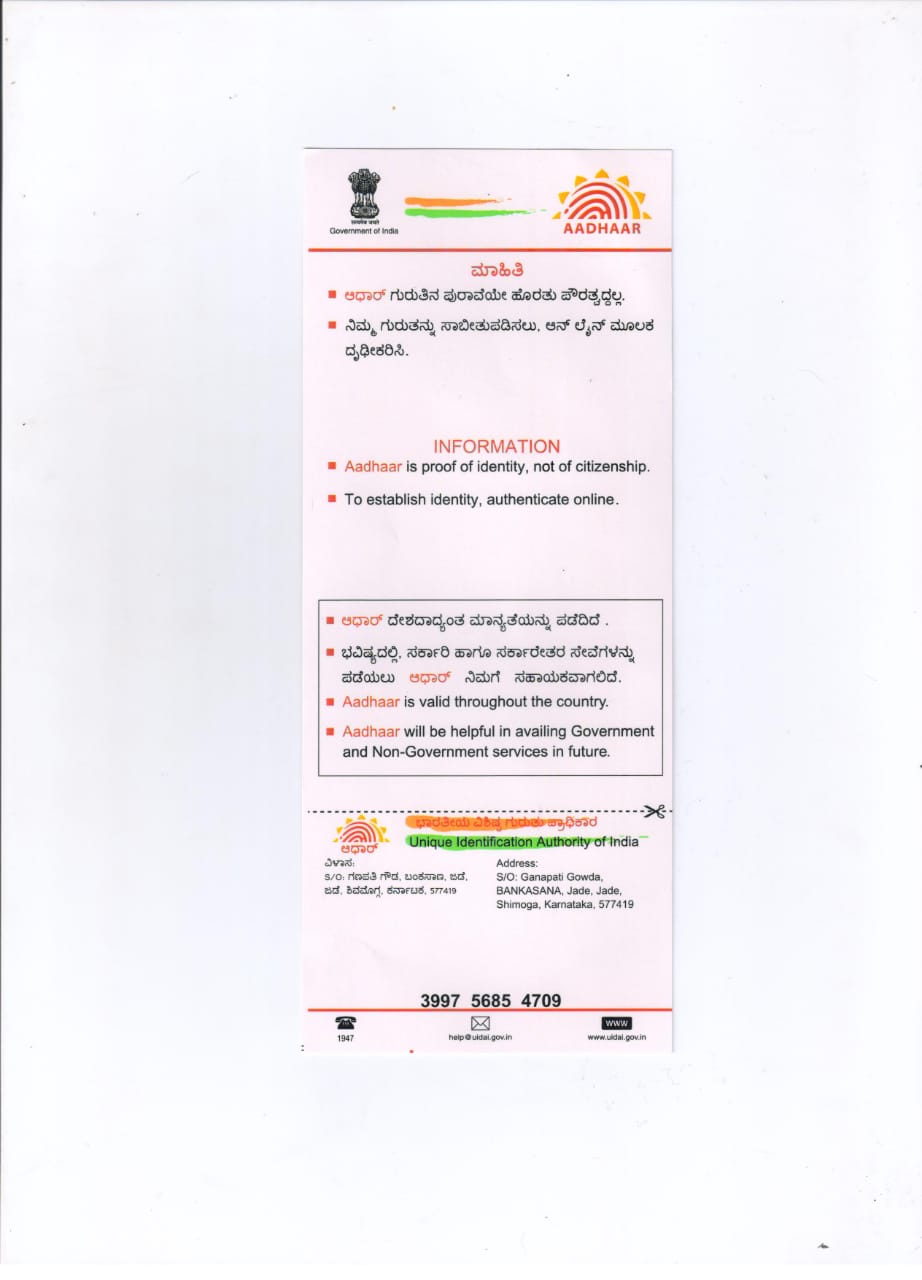 सत्यमेव जयते
Government of India
AADHAAR
ಮಾಹಿತಿ
ಆಧಾರ್ ಗುರುತಿನ ಪುರಾವೆಯೇ ಹೊರತು ಪೌರತ್ವದ್ದಲ್ಲ.
ನಿಮ್ಮ ಗುರುತನ್ನು ಸಾಬೀತುಪಡಿಸಲು, ಆನ್ ಲೈನ್ ಮೂಲಕ
ದೃಢೀಕರಿಸಿ.
INFORMATION
Aadhaar is proof of identity, not of citizenship.
To establish identity, authenticate online.
ಆಧಾರ್ ದೇಶದಾದ್ಯಂತ ಮಾನ್ಯತೆಯನ್ನು ಪಡೆದಿದೆ .
ಭವಿಷ್ಯದಲ್ಲಿ, ಸರ್ಕಾರಿ ಹಾಗೂ ಸರ್ಕಾರೇತರ ಸೇವೆಗಳನ್ನು
ಪಡೆಯಲು ಆಧಾರ್ ನಿಮಗೆ ಸಹಾಯಕವಾಗಲಿದೆ.
Aadhaar is valid throughout the country.
Aadhaar will be helpful in availing Government
and Non-Government services in future.
ಭಾರತೀಯ ವಿಶಿಷ್ಟ ಗುರುತು ಪ್ರಾಧಿಕಾರ
Unique Identification Authority of India
ಆಧಾರ್
ವಿಳಾಸ:
S/O: ಗಣಪತಿ ಗೌಡ, ಬಂಕಸಾಣ, ಜಡೆ,
ಜಡೆ, ಶಿವಮೊಗ್ಗ, ಕರ್ನಾಟಕ, 577419
Address:
S/O: Ganapati Gowda,
BANKASANA, Jade, Jade,
Shimoga, Karnataka, 577419
3997 5685 4709
1947
help@uidai.gov.in
WWW
www.uidai.gov.in